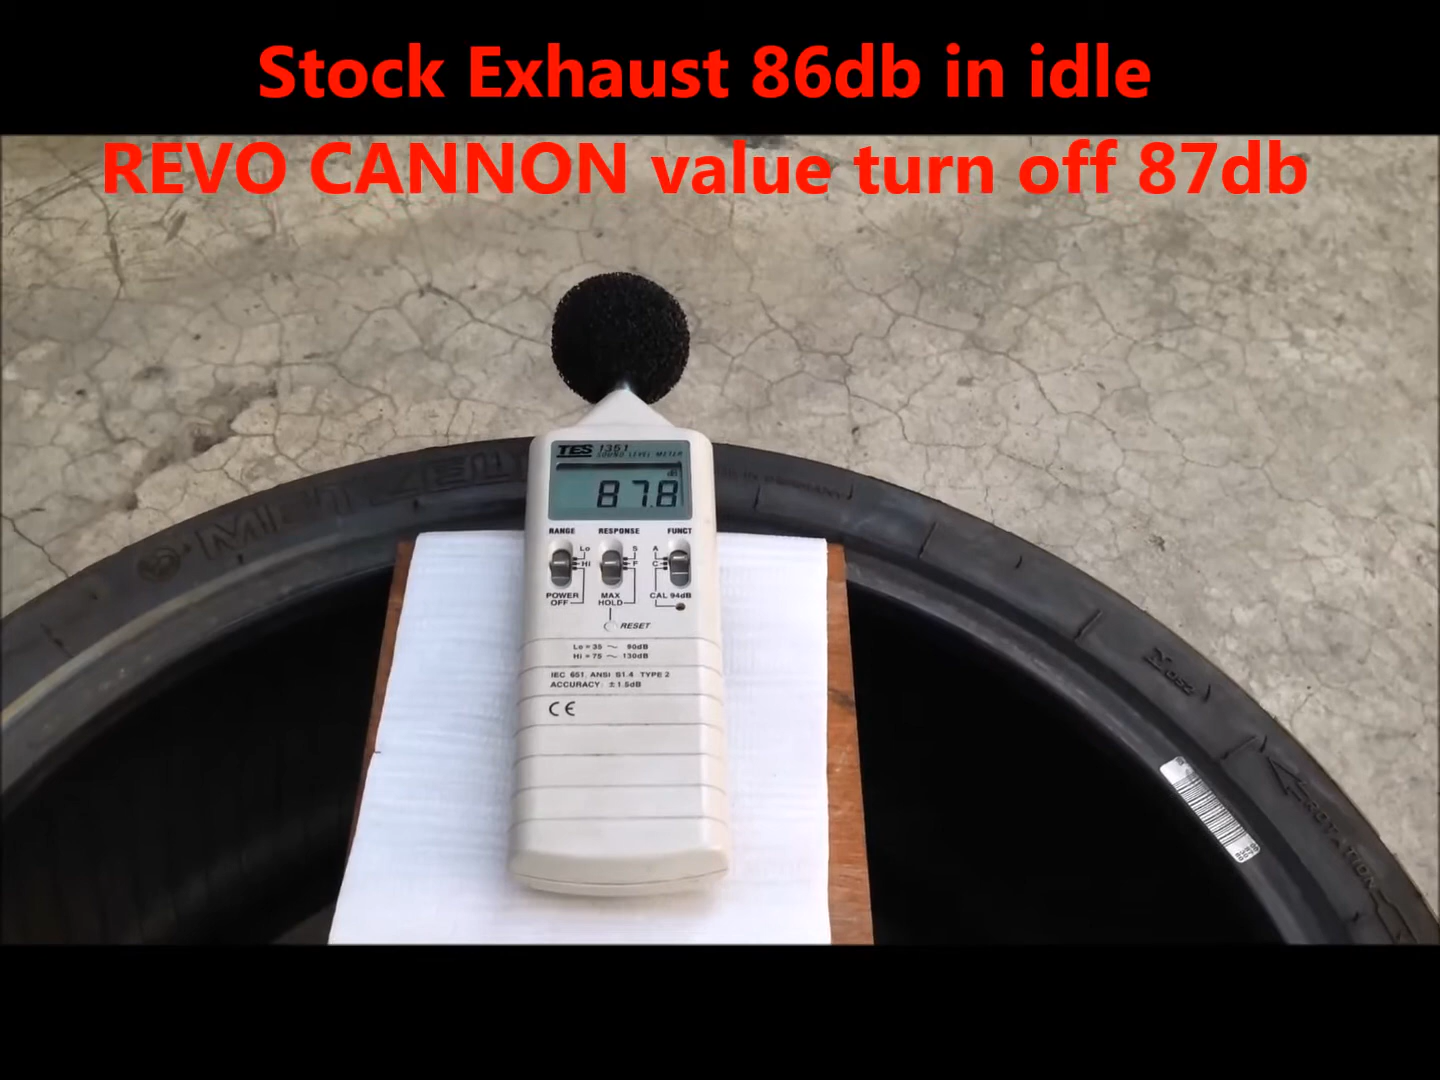 Stock Exhaust 86db in idle
REVO CANNON value turn off 87db
TES 1351
SOUND LEVEL METER
dB
87.8
RANGE RESPONSE FUNCT
Lo S A
HI F C
POWER OFF MAX HOLD CAL 94dB
RESET
Lo = 35 ~ 90dB
Hi = 75 ~ 130dB
IEC 651. ANSI S1.4 TYPE 2
ACCURACY: ±1.5dB
CE
METZELER
ROTATION